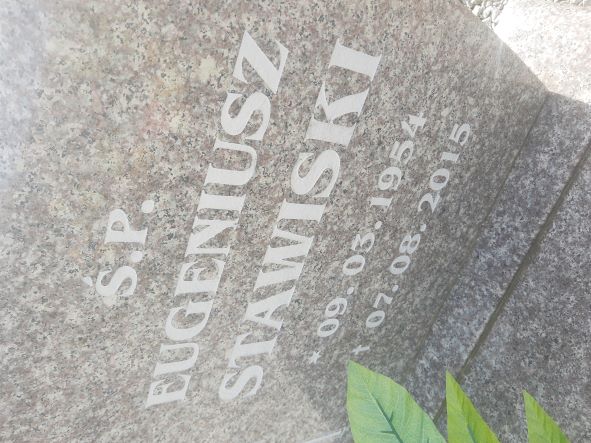 Ś.P.
EUGENIUSZ
STAWISKI
* 09.03.1954
† 07.08.2015